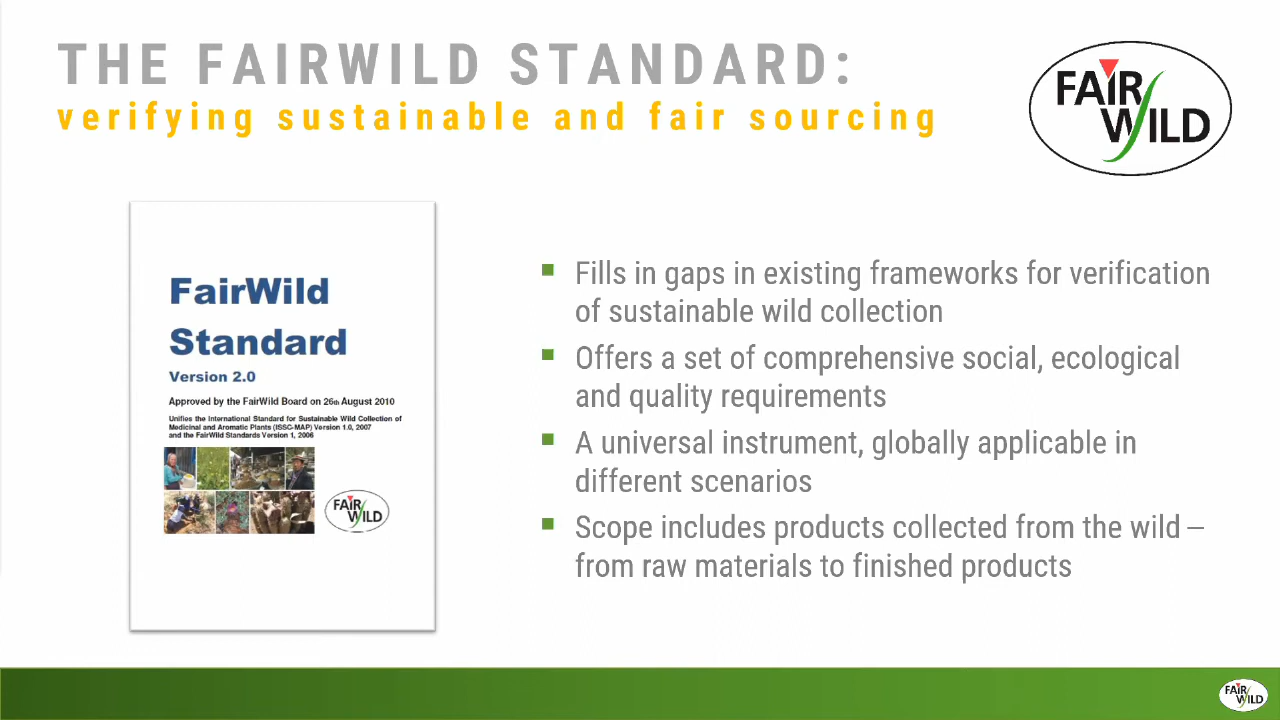 THE FAIRWILD STANDARD:
verifying sustainable and fair sourcing
FAIR
WILD
FairWild
Standard
Version 2.0
Approved by the FairWild Board on 26th August 2010
Unifies the International Standard for Sustainable Wild Collection of
Medicinal and Aromatic Plants (ISSC-MAP) Version 1.0, 2007
and the FairWild Standards Version 1, 2006
FAIR
WILD
Fills in gaps in existing frameworks for verification
of sustainable wild collection
Offers a set of comprehensive social, ecological
and quality requirements
A universal instrument, globally applicable in
different scenarios
Scope includes products collected from the wild –
from raw materials to finished products
FAIR
WILD